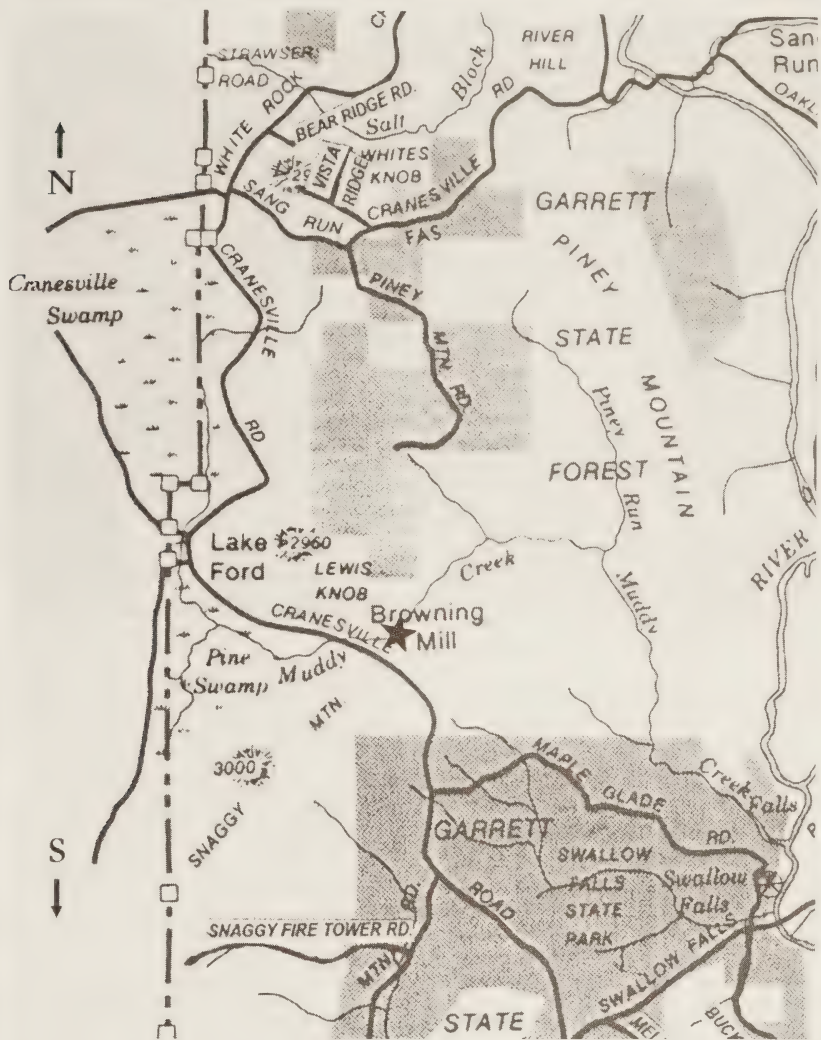 STRAWSER
ROAD
WHITE ROCK
BEAR RIDGE RD.
Salt
Block
RIVER
HILL
San
Run
OAKL
N
VISTA
RIDGE
WHITES
KNOB
SANG RUN
CRANESVILLE
RD
FAS
GARRETT
PINEY
STATE
MOUNTAIN
FOREST
Cranesville
Swamp
CRANESVILLE
RD
PINEY
MTN. RD.
Piney
Run
Lake
Ford
2960
LEWIS
KNOB
Creek
Muddy
RIVER
CRANESVILLE
Browning
Mill
Pine
Swamp
Muddy
MTN.
3000
SNAGGY
S
MAPLE
GLADE
RD.
Creek
Falls
GARRETT
ROAD
SWALLOW
FALLS
STATE
PARK
Swallow
Falls
SWALLOW FALLS
RD.
SNAGGY FIRE TOWER RD.
MTN.
STATE
BUCK